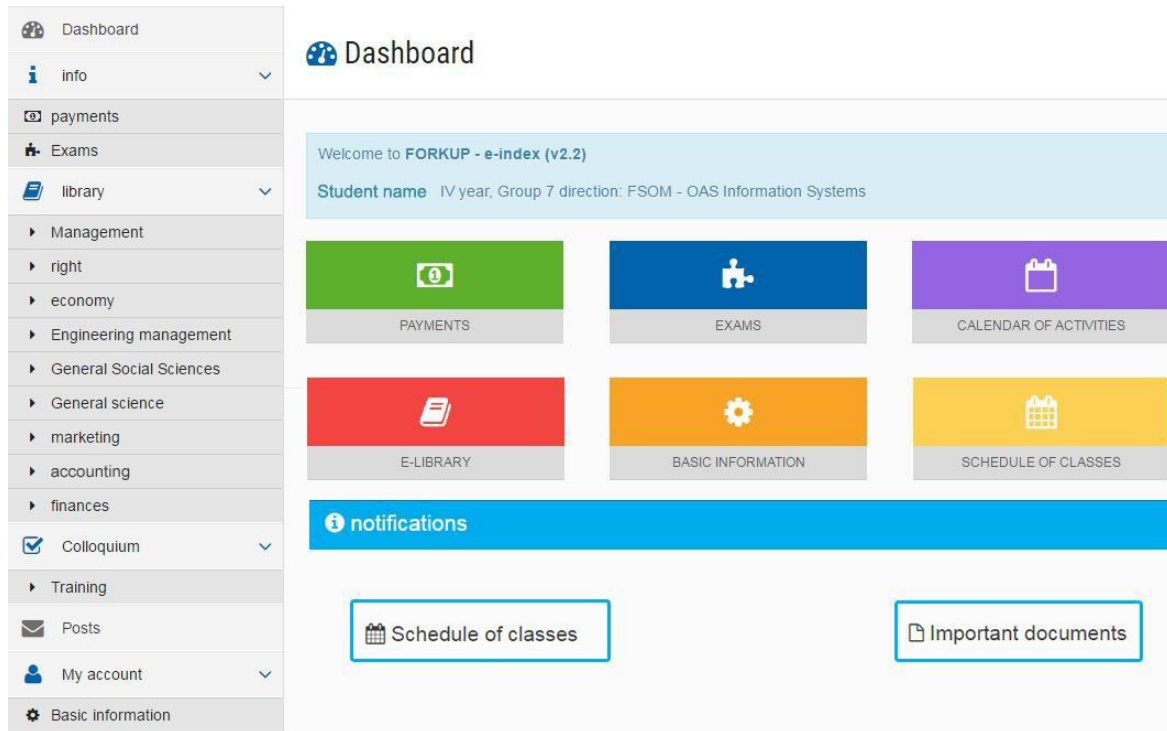 Dashboard
info
payments
Exams
library
Management
right
economy
Engineering management
General Social Sciences
General science
marketing
accounting
finances
Colloquium
Training
Posts
My account
Basic information
Dashboard
Welcome to FORKUP - e-index (v2.2)
Student name IV year, Group 7 direction: FSOM - OAS Information Systems
PAYMENTS
EXAMS
CALENDAR OF ACTIVITIES
E-LIBRARY
BASIC INFORMATION
SCHEDULE OF CLASSES
notifications
Schedule of classes
Important documents